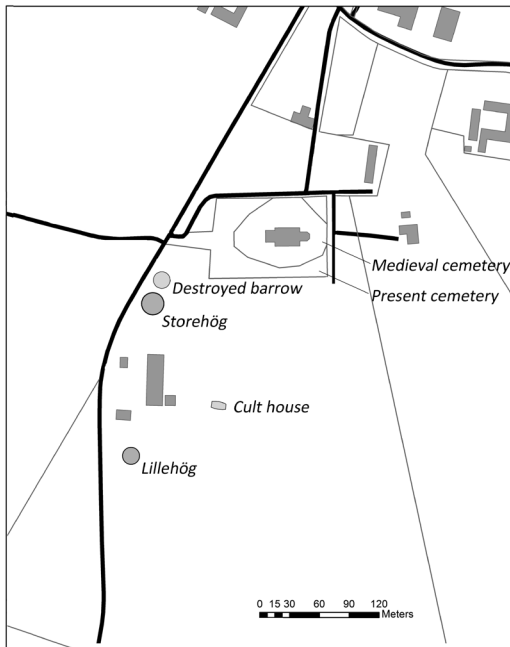 Medieval cemetery
Destroyed barrow
Present cemetery
Storehög
Cult house
Lillehög
0 15 30 60 90 120
Meters